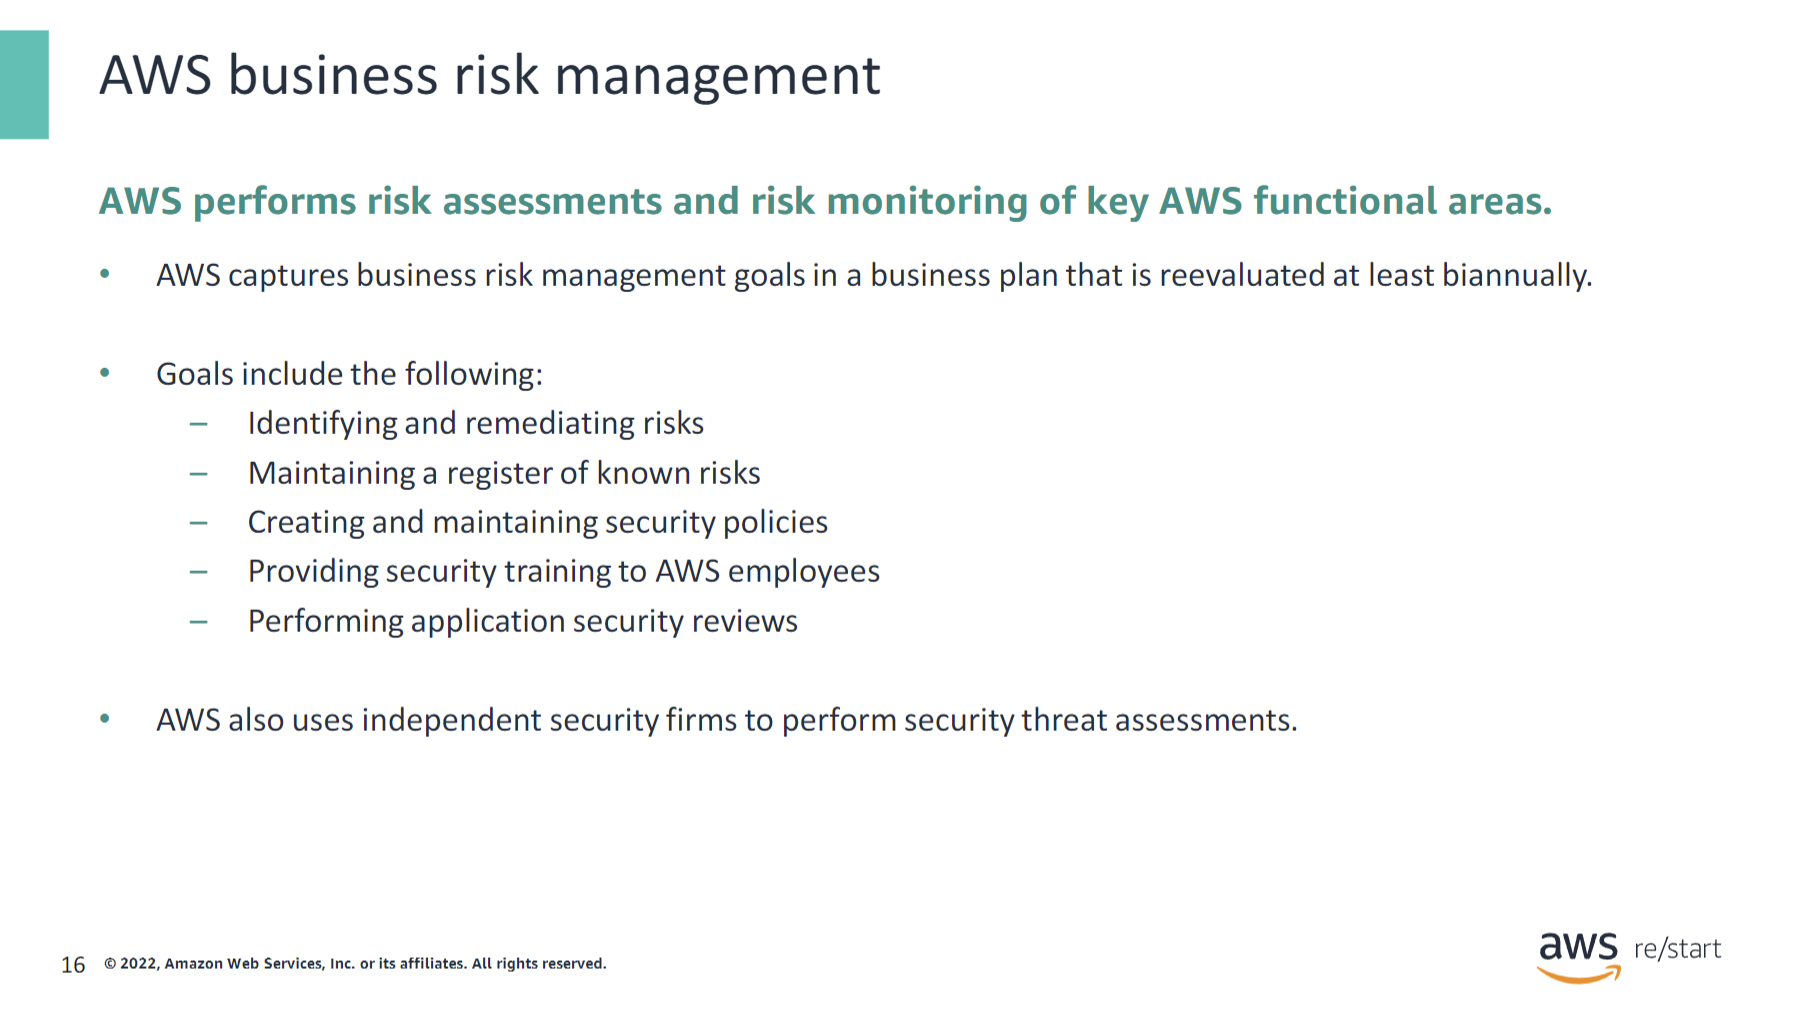 AWS business risk management
AWS performs risk assessments and risk monitoring of key AWS functional areas.
• AWS captures business risk management goals in a business plan that is reevaluated at least biannually.
• Goals include the following:
– Identifying and remediating risks
– Maintaining a register of known risks
– Creating and maintaining security policies
– Providing security training to AWS employees
– Performing application security reviews
• AWS also uses independent security firms to perform security threat assessments.
16 © 2022, Amazon Web Services, Inc. or its affiliates. All rights reserved.
aws re/start